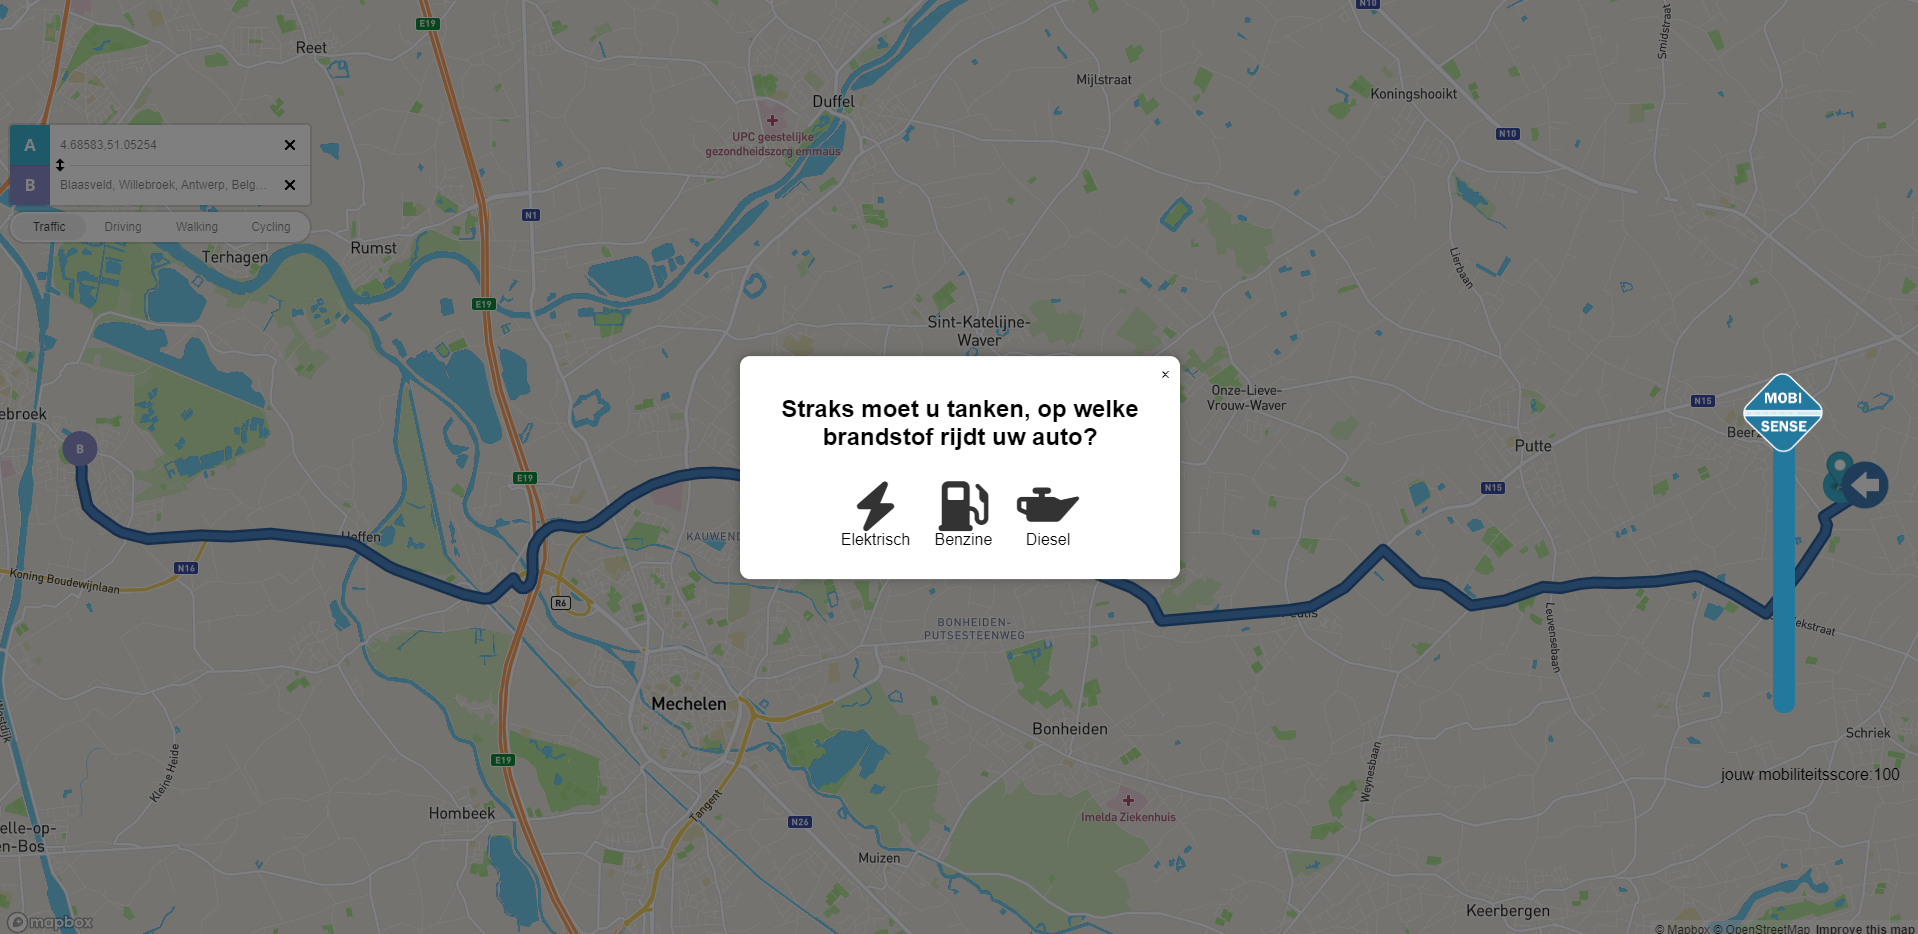 E19
N10
Reet
Mijlstraat
Smidstraat
Duffel
Koningshooikt
UPC geestelijke
gezondheidszorg emmaüs
N10
A
4.68583,51.05254
B
Blaasveld, Willebroek, Antwerp, Belg...
Traffic
Driving
Walking
Cycling
N1
Rumst
Terhagen
Lierbaan
E19
Sint-Katelijne-
Waver
×
Onze-Lieve-
Vrouw-Waver
N15
MOBI
SENSE
ebroek
Straks moet u tanken, op welke
brandstof rijdt uw auto?
Putte
B
E19
N15
Elektrisch
Benzine
Diesel
Heffen
KAUWEND
N16
Koning Boudewijnlaan
R6
BONHEIDEN-
PUTSESTEENWEG
Leuvensebaan
ekstraat
Mechelen
Bonheiden
Schriek
E19
Kleine Heide
Weynesbaan
jouw mobiliteitsscore:100
Tangent
Hombeek
Imelda Ziekenhuis
N26
elle-op-
en-Bos
Muizen
Keerbergen
mapbox
© Mapbox © OpenStreetMap Improve this map